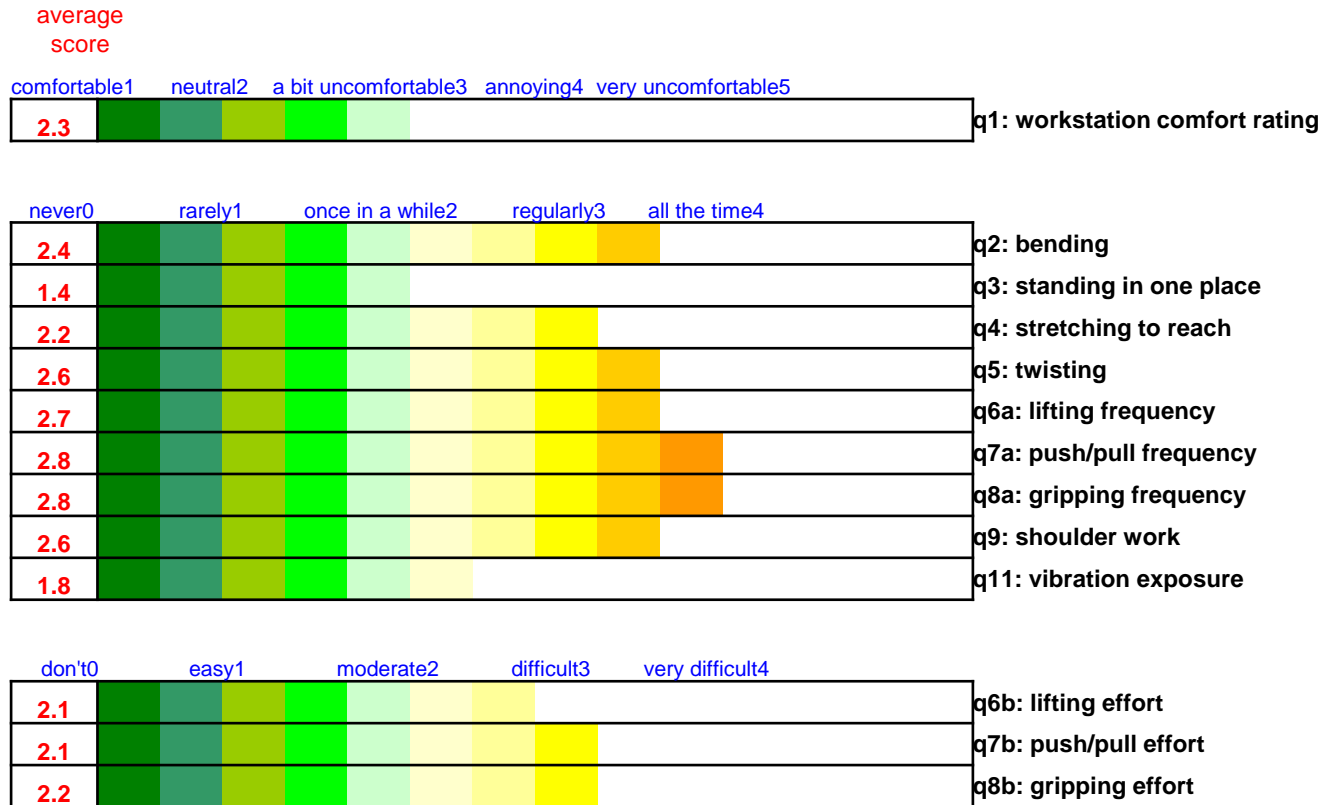 average
score
comfortable1 neutral2 a bit uncomfortable3 annoying4 very uncomfortable5
2.3 q1: workstation comfort rating
never0 rarely1 once in a while2 regularly3 all the time4
2.4 q2: bending
1.4 q3: standing in one place
2.2 q4: stretching to reach
2.6 q5: twisting
2.7 q6a: lifting frequency
2.8 q7a: push/pull frequency
2.8 q8a: gripping frequency
2.6 q9: shoulder work
1.8 q11: vibration exposure
don't0 easy1 moderate2 difficult3 very difficult4
2.1 q6b: lifting effort
2.1 q7b: push/pull effort
2.2 q8b: gripping effort